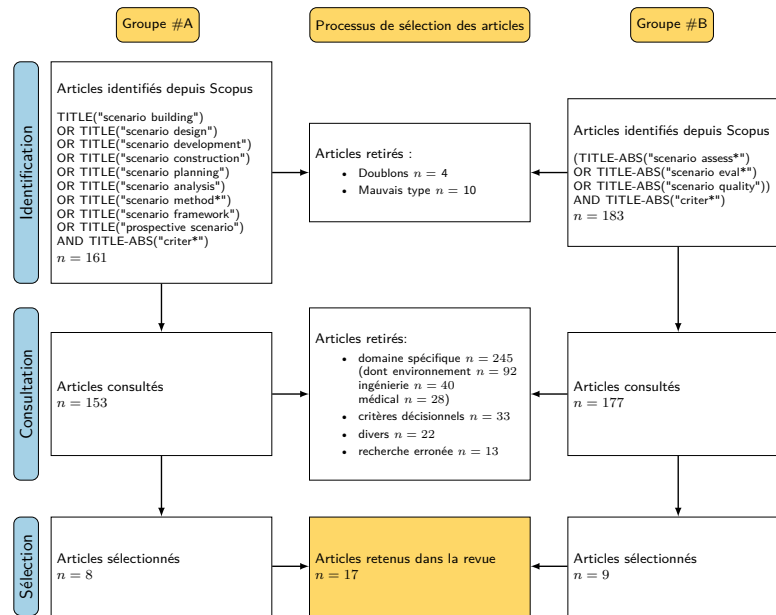 Groupe #A
Processus de sélection des articles
Groupe #B
Identification
Articles identifiés depuis Scopus
TITLE("scenario building")
OR TITLE("scenario design")
OR TITLE("scenario development")
OR TITLE("scenario construction")
OR TITLE("scenario planning")
OR TITLE("scenario analysis")
OR TITLE("scenario method*")
OR TITLE("scenario framework")
OR TITLE("prospective scenario")
AND TITLE-ABS("criter*")
n = 161
Articles retirés :
• Doublons n = 4
• Mauvais type n = 10
Articles identifiés depuis Scopus
(TITLE-ABS("scenario assess*")
OR TITLE-ABS("scenario eval*")
OR TITLE-ABS("scenario quality"))
AND TITLE-ABS("criter*")
n = 183
Consultation
Articles consultés
n = 153
Articles retirés:
• domaine spécifique n = 245
(dont environnement n = 92
ingénierie n = 40
médical n = 28)
• critères décisionnels n = 33
• divers n = 22
• recherche erronée n = 13
Articles consultés
n = 177
Sélection
Articles sélectionnés
n = 8
Articles retenus dans la revue
n = 17
Articles sélectionnés
n = 9